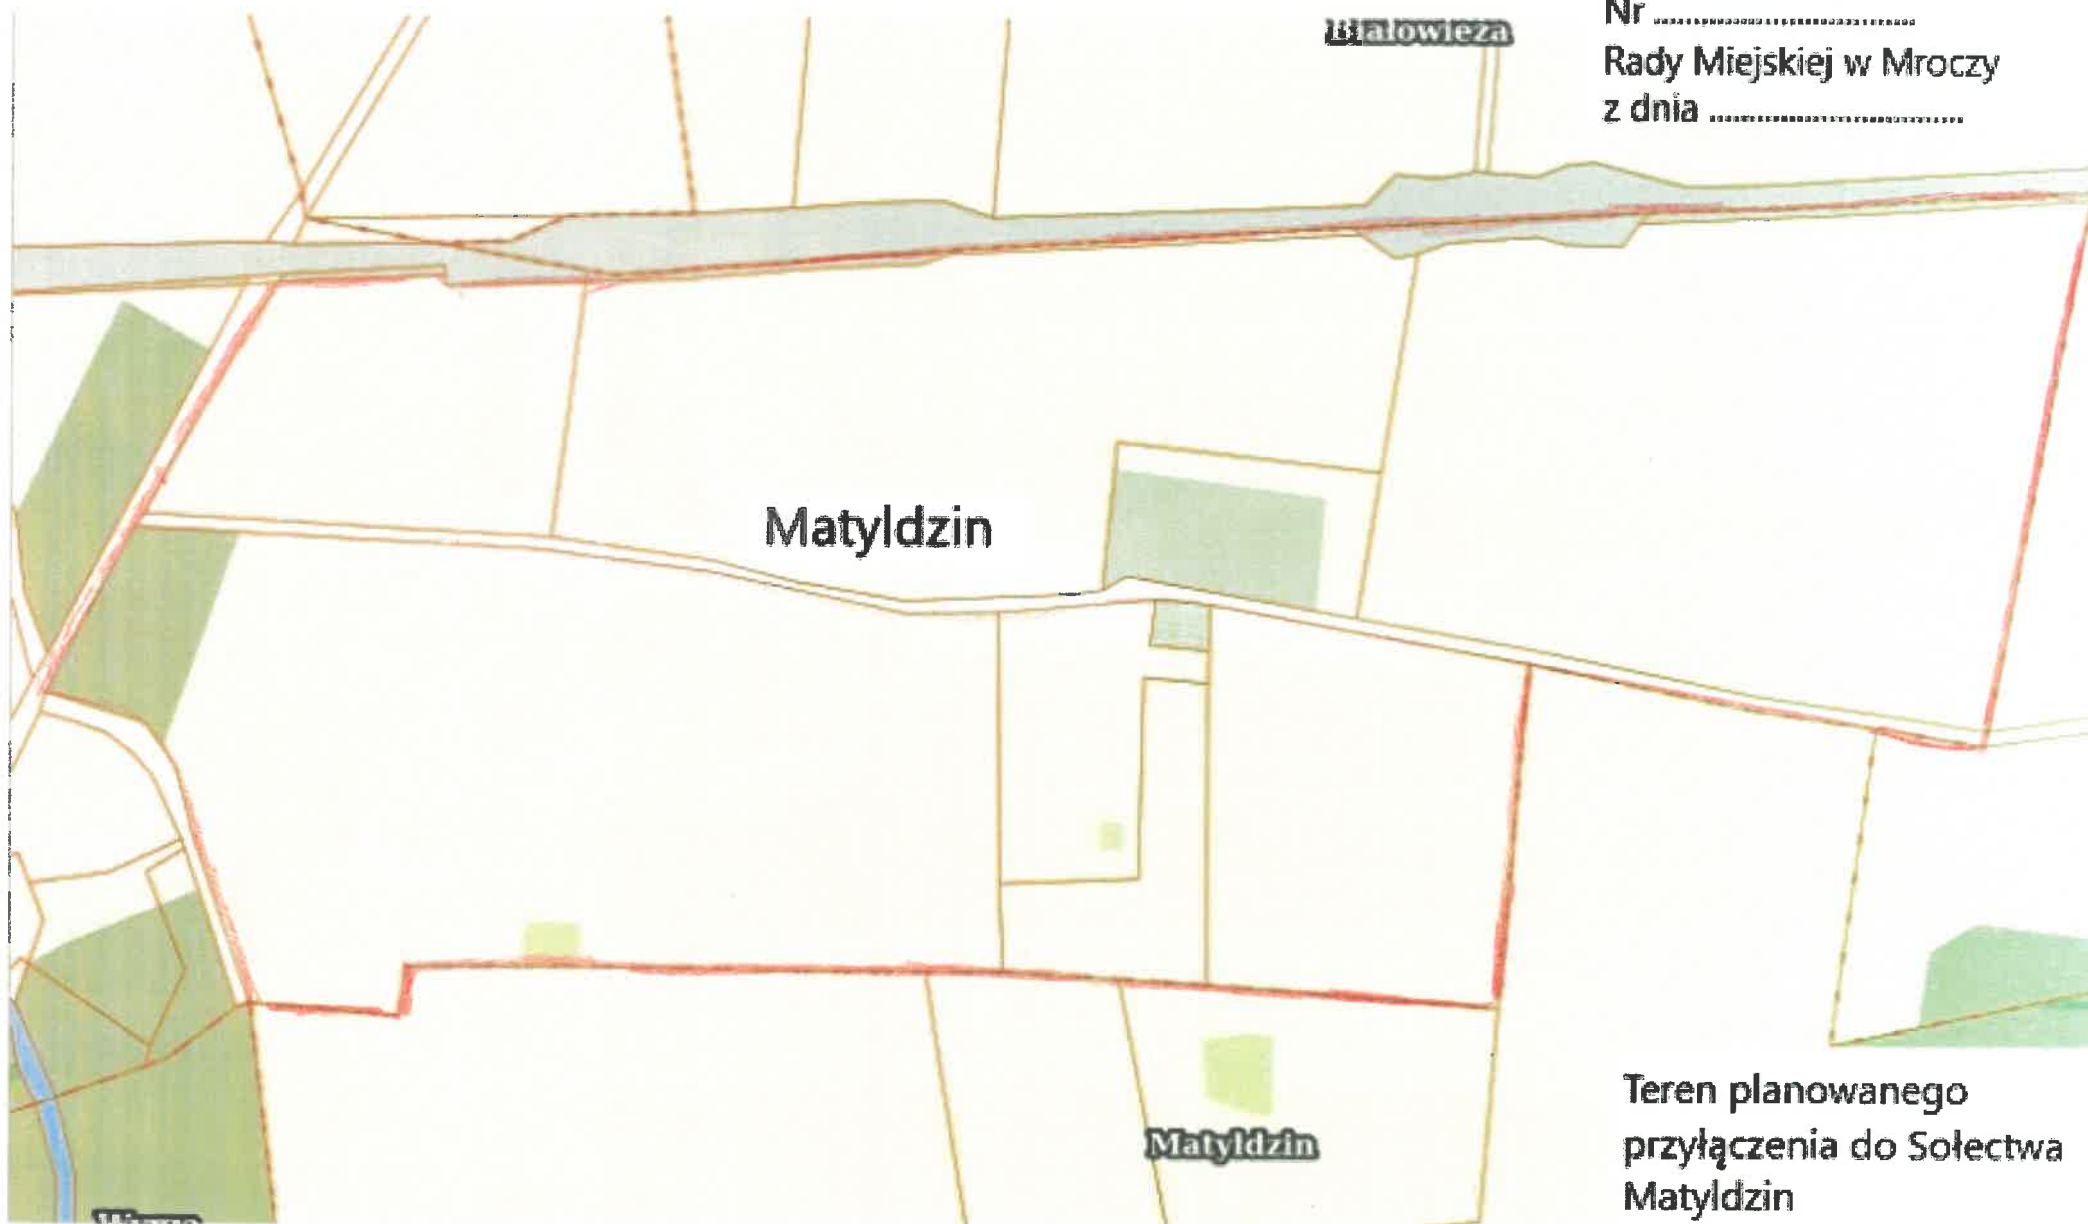 Białowieża
Nr ................................
Rady Miejskiej w Mroczy
z dnia ................................
Matyldzin
Matyldzin
Teren planowanego
przyłączenia do Sołectwa
Matyldzin